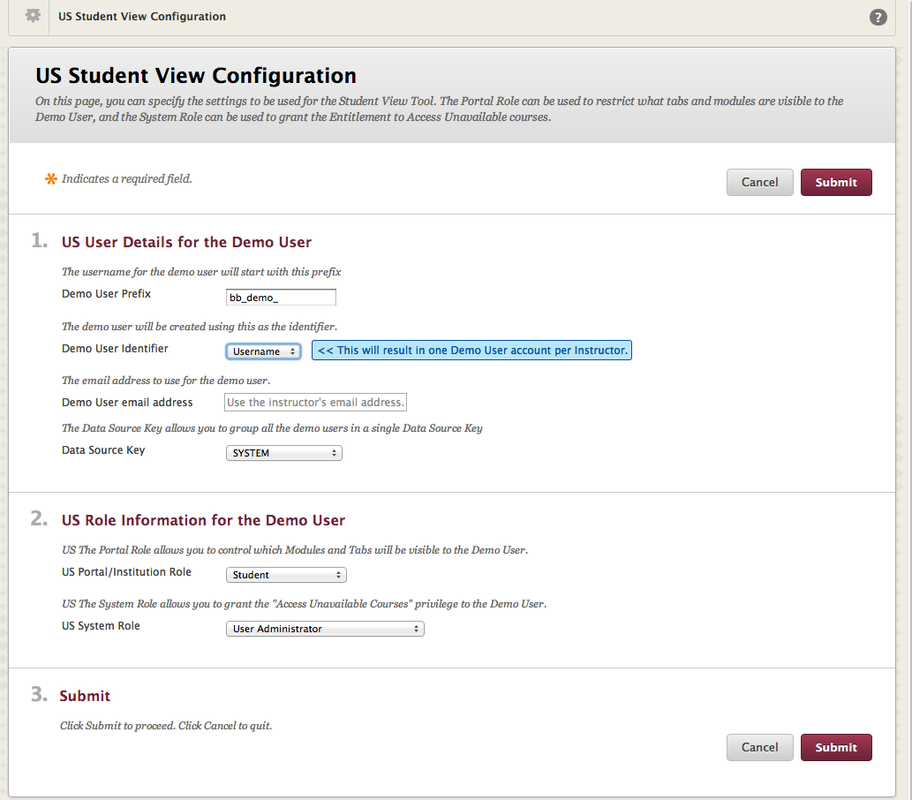 US Student View Configuration
?
US Student View Configuration
On this page, you can specify the settings to be used for the Student View Tool. The Portal Role can be used to restrict what tabs and modules are visible to the
Demo User, and the System Role can be used to grant the Entitlement to Access Unavailable courses.
* Indicates a required field.
Cancel Submit
1. US User Details for the Demo User
The username for the demo user will start with this prefix
Demo User Prefix bb_demo_
The demo user will be created using this as the identifier.
Demo User Identifier Username << This will result in one Demo User account per Instructor.
The email address to use for the demo user.
Demo User email address Use the instructor's email address.
The Data Source Key allows you to group all the demo users in a single Data Source Key
Data Source Key SYSTEM
2. US Role Information for the Demo User
US The Portal Role allows you to control which Modules and Tabs will be visible to the Demo User.
US Portal/Institution Role Student
US The System Role allows you to grant the "Access Unavailable Courses" privilege to the Demo User.
US System Role User Administrator
3. Submit
Click Submit to proceed. Click Cancel to quit.
Cancel Submit